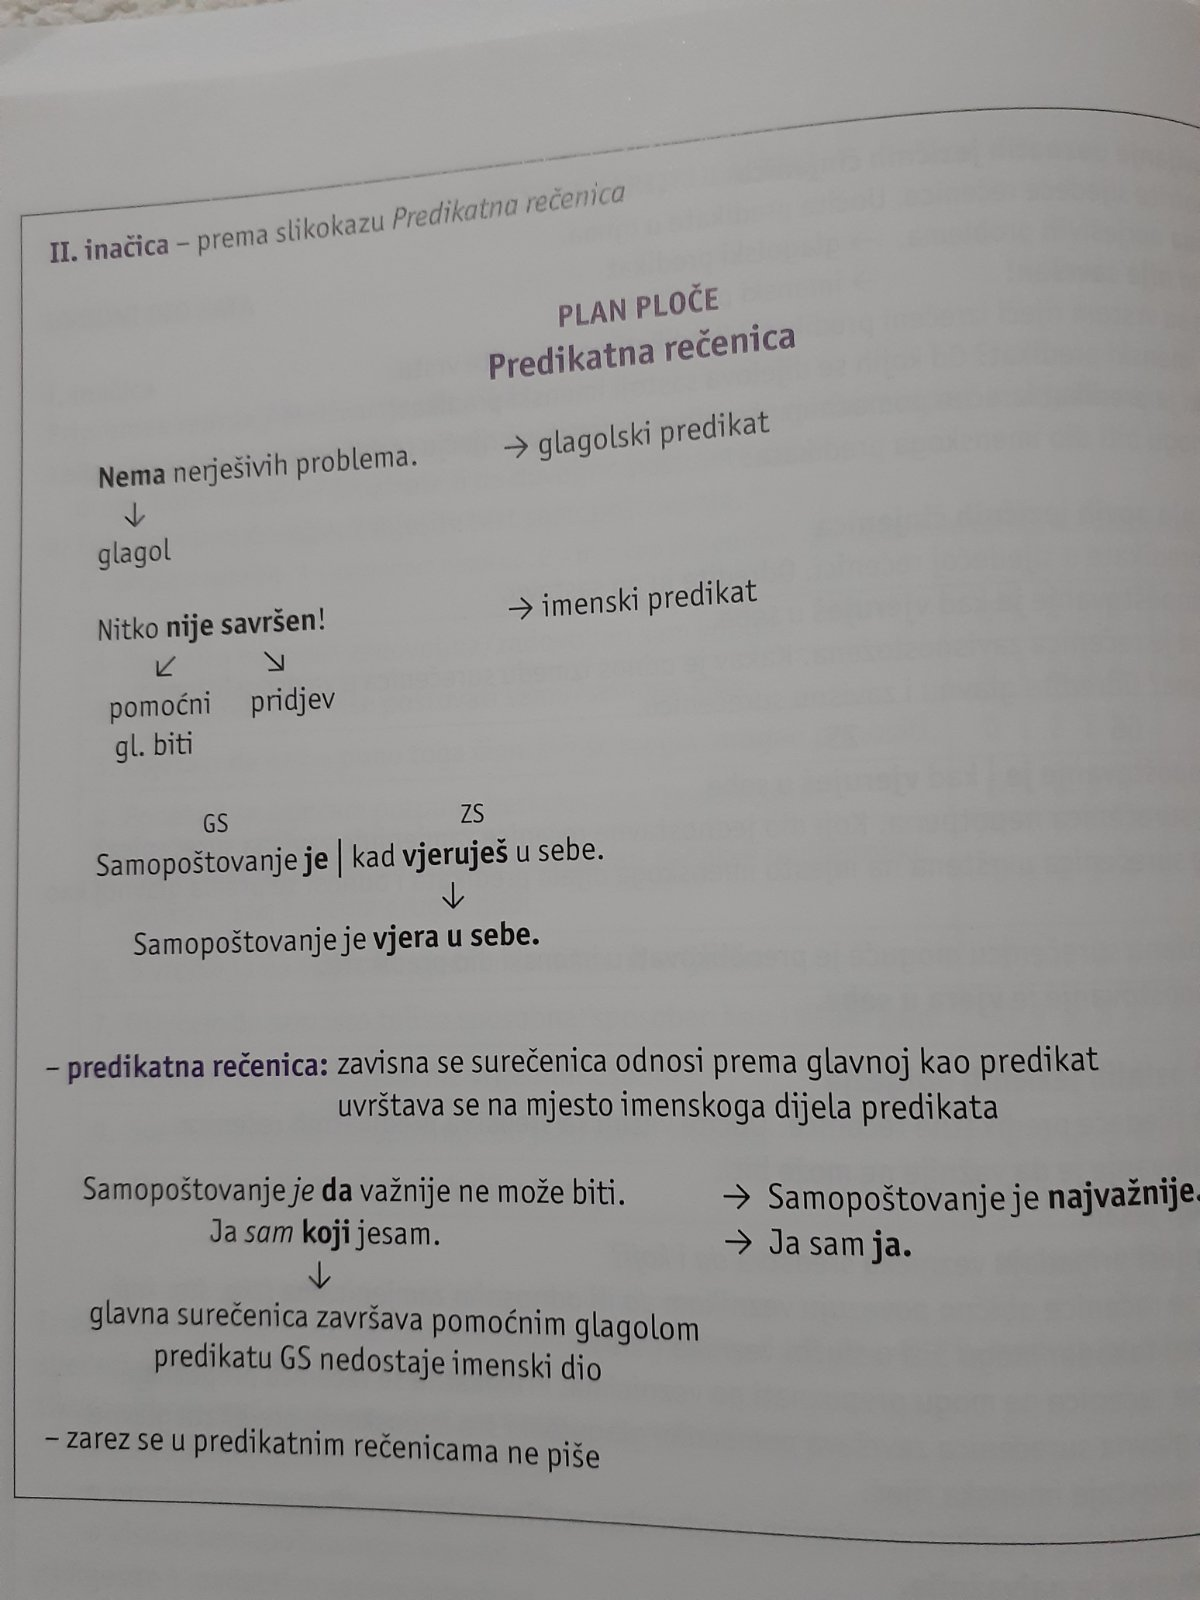 II. inačica – prema slikokazu Predikatna rečenica
PLAN PLOČE
Predikatna rečenica
Nema nerješivih problema. → glagolski predikat
↓
glagol
Nitko nije savršen! → imenski predikat
↙ ↘
pomoćni pridjev
gl. biti
GS ZS
Samopoštovanje je | kad vjeruješ u sebe.
↓
Samopoštovanje je vjera u sebe.
– predikatna rečenica: zavisna se surečenica odnosi prema glavnoj kao predikat
uvrštava se na mjesto imenskoga dijela predikata
Samopoštovanje je da važnije ne može biti. → Samopoštovanje je najvažnije.
Ja sam koji jesam. → Ja sam ja.
↓
glavna surečenica završava pomoćnim glagolom
predikatu GS nedostaje imenski dio
– zarez se u predikatnim rečenicama ne piše